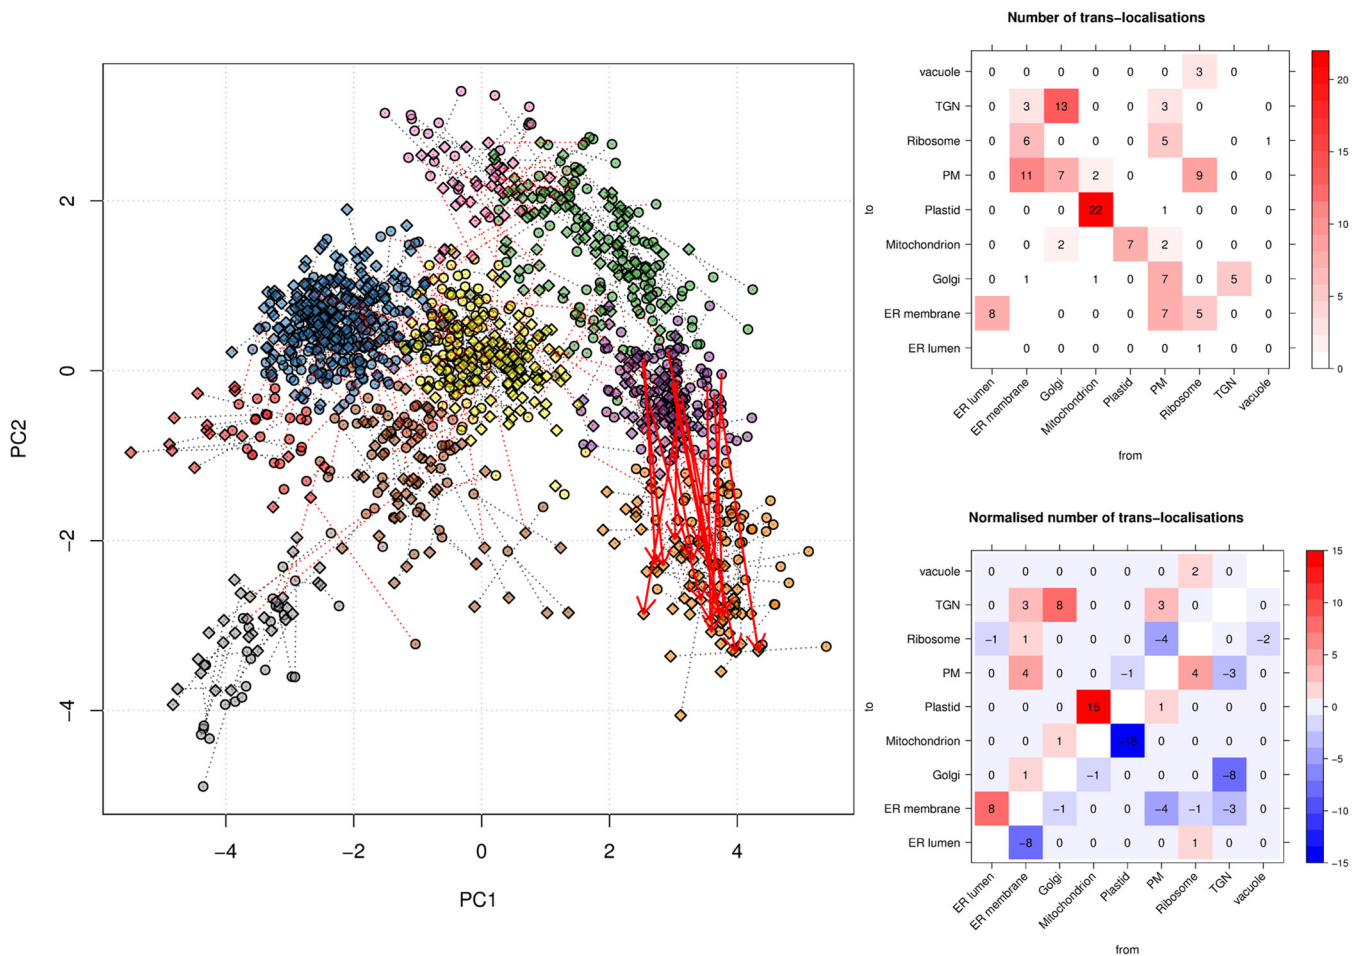 2
0
−2
−4
PC2
−4
−2
0
2
4
PC1
Number of trans−localisations
vacuole 0 0 0 0 0 0 3 0
TGN 0 3 13 0 0 3 0 0
Ribosome 0 6 0 0 0 5 0 1
PM 0 11 7 2 0 9 0 0
Plastid 0 0 0 22 1 0 0 0
Mitochondrion 0 0 2 7 2 0 0 0
Golgi 0 1 1 0 7 0 5 0
ER membrane 8 0 0 0 7 5 0 0
ER lumen 0 0 0 0 0 1 0 0
to
ER lumen
ER membrane
Golgi
Mitochondrion
Plastid
PM
Ribosome
TGN
vacuole
from
20
15
10
5
0
Normalised number of trans−localisations
vacuole 0 0 0 0 0 0 2 0
TGN 0 3 8 0 0 3 0 0
Ribosome −1 1 0 0 0 −4 0 −2
PM 0 4 0 0 −1 4 −3 0
Plastid 0 0 0 15 1 0 0 0
Mitochondrion 0 0 1 −15 0 0 0 0
Golgi 0 1 −1 0 0 0 −8 0
ER membrane 8 −1 0 0 −4 −1 −3 0
ER lumen −8 0 0 0 0 1 0 0
to
ER lumen
ER membrane
Golgi
Mitochondrion
Plastid
PM
Ribosome
TGN
vacuole
from
15
10
5
0
−5
−10
−15